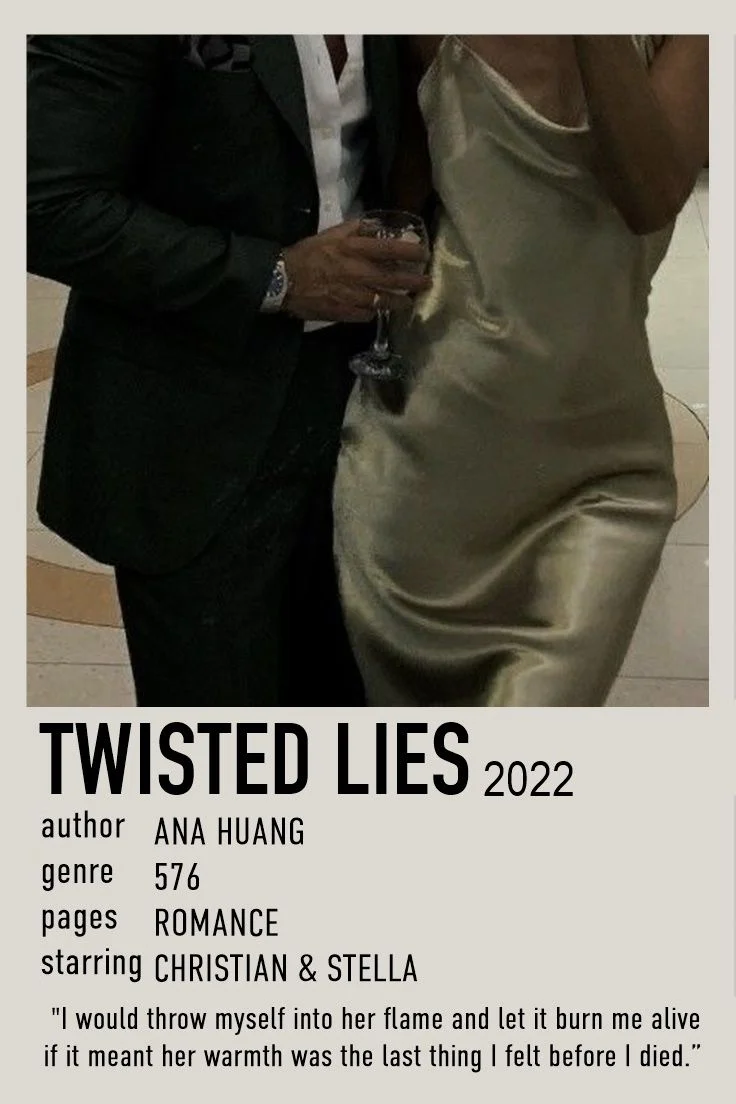 TWISTED LIES 2022
author ANA HUANG
genre 576
pages ROMANCE
starring CHRISTIAN & STELLA
"I would throw myself into her flame and let it burn me alive
if it meant her warmth was the last thing I felt before I died.”